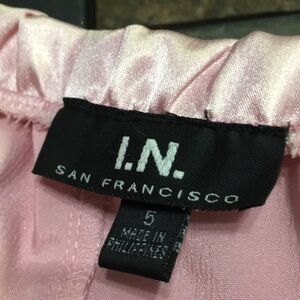 I.N.
SAN FRANCISCO
5
MADE IN
PHILIPPINES